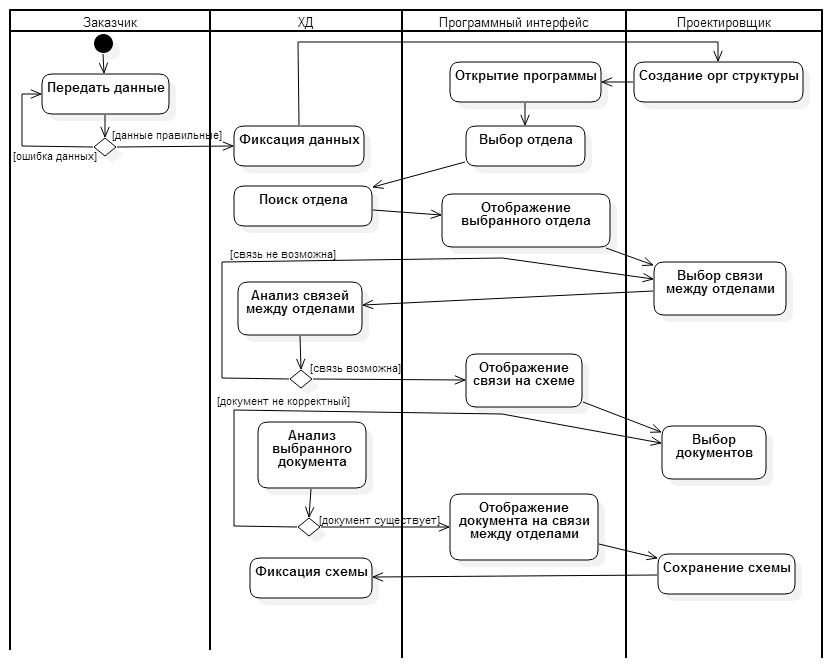 Заказчик
ХД
Программный интерфейс
Проектировщик
Передать данные
Открытие программы
Создание орг структуры
[данные правильные]
[ошибка данных]
Фиксация данных
Выбор отдела
Поиск отдела
Отображение
выбранного отдела
[связь не возможна]
Выбор связи
между отделами
Анализ связей
между отделами
[связь возможна]
Отображение
связи на схеме
[документ не корректный]
Анализ
выбранного
документа
Выбор
документов
[документ существует]
Отображение
документа на связи
между отделами
Фиксация схемы
Сохранение схемы